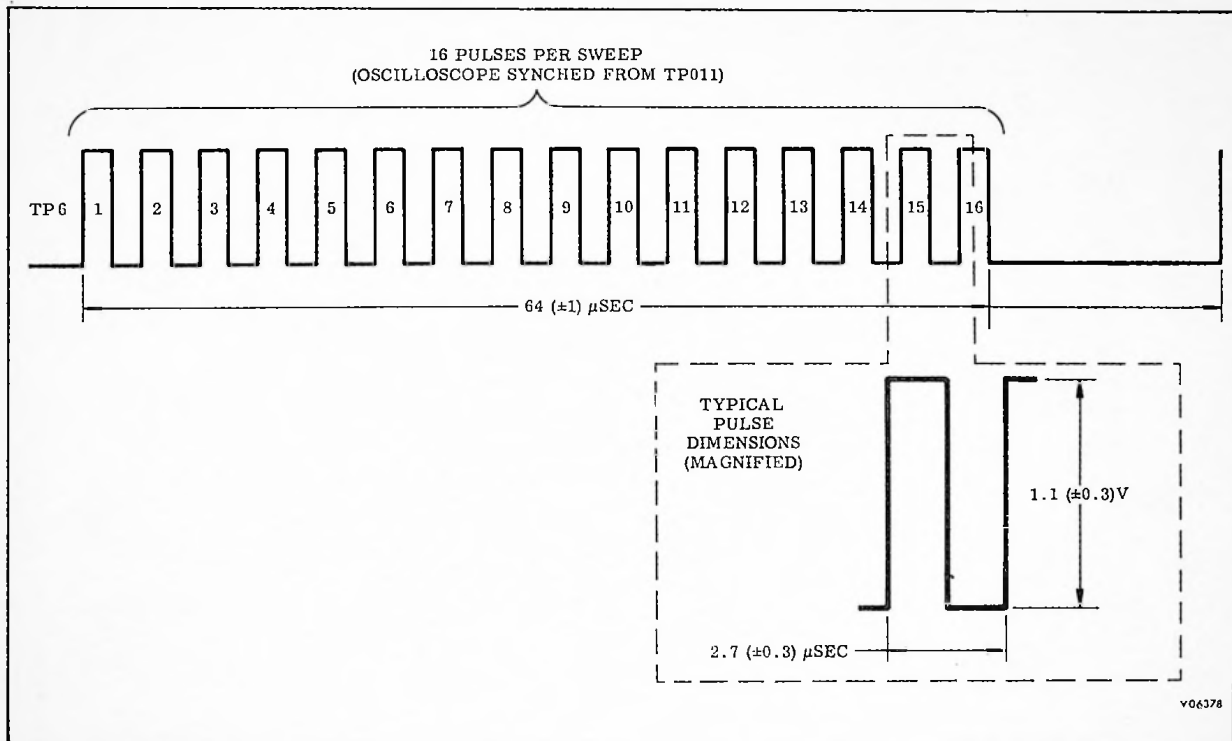 16 PULSES PER SWEEP
(OSCILLOSCOPE SYNCHED FROM TP011)
TP6 1 2 3 4 5 6 7 8 9 10 11 12 13 14 15 16
64 (±1) μSEC
TYPICAL
PULSE
DIMENSIONS
(MAGNIFIED)
1.1 (±0.3)V
2.7 (±0.3) μSEC
V06378